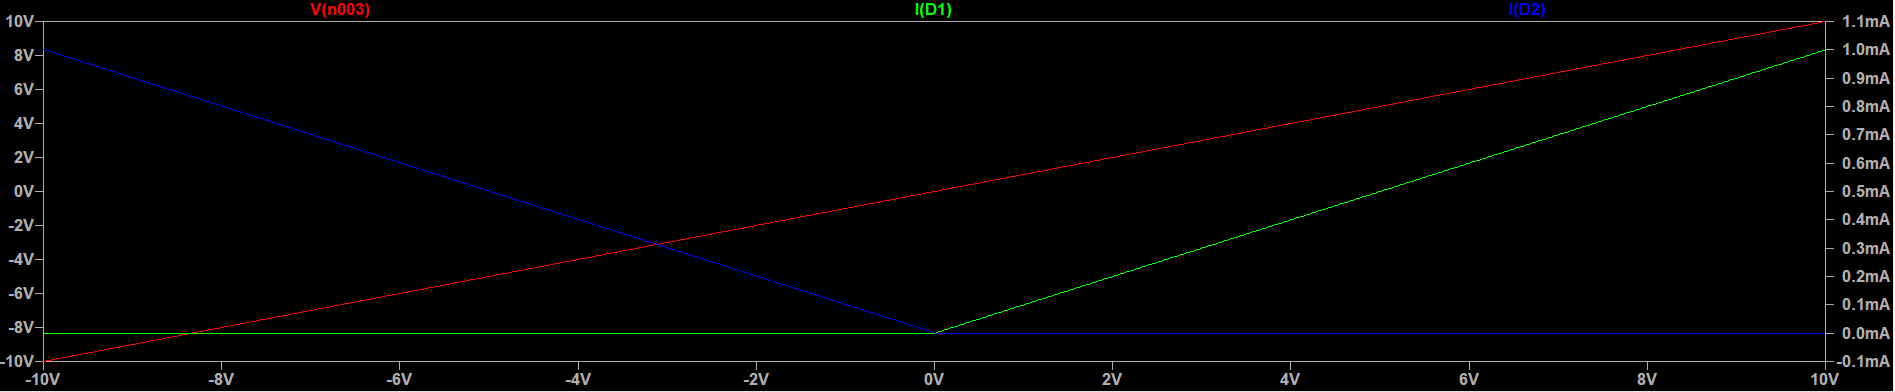 V(n003) I(D1) I(D2)
10V 1.1mA
8V 1.0mA
6V 0.9mA
4V 0.8mA
2V 0.7mA
0V 0.6mA
-2V 0.5mA
-4V 0.4mA
-6V 0.3mA
-8V 0.2mA
-10V 0.1mA
0.0mA
-0.1mA
-10V -8V -6V -4V -2V 0V 2V 4V 6V 8V 10V